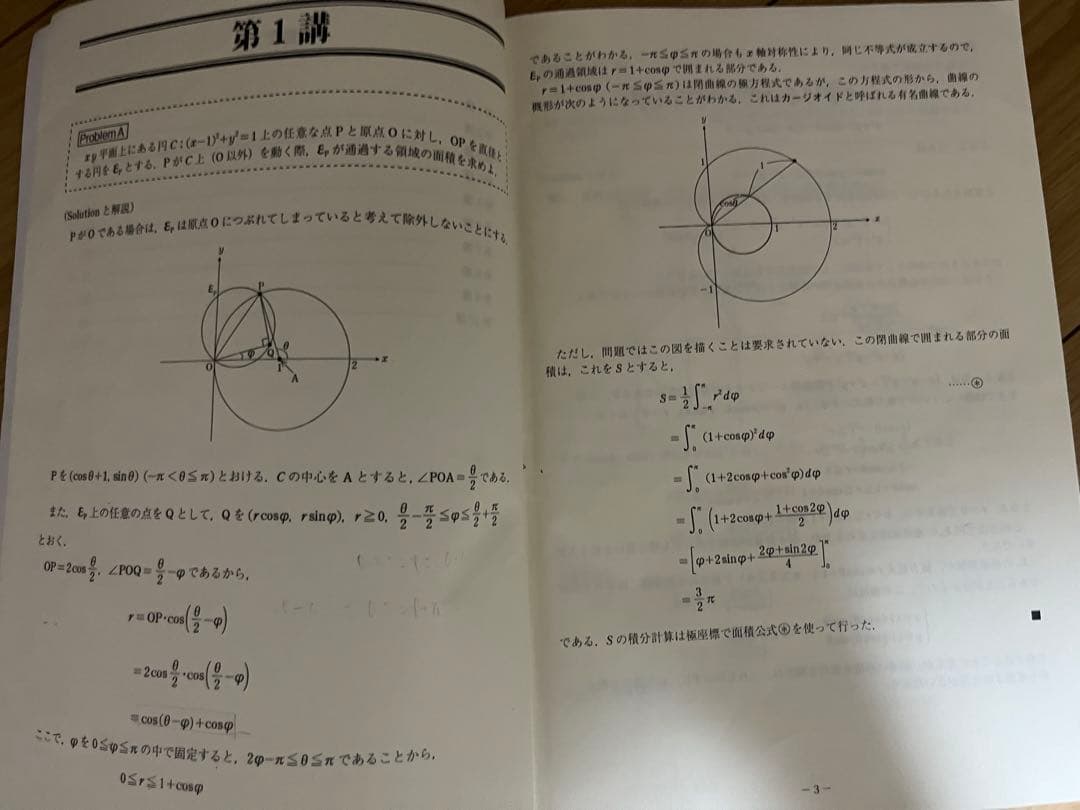 第1講
Problem A
xy平面上にある円C:(x−1)²+y²=1上の任意な点Pと原点Oに対し,OPを直径と
する円をE_Pとする.PがC上(O以外)を動く際,E_Pが通過する領域の面積を求めよ.
(Solutionと解説)
PがOである場合は,E_Pは原点Oにつぶれてしまっていると考えて除外しないことにする.
y
E_P
P
Q
θ
φ
O
1
2
x
A
Pを(cosθ+1, sinθ) (−π<θ≦π)とおける.Cの中心をAとすると,∠POA=θ/2である.
また,E_P上の任意の点をQとして,Qを(rcosφ, rsinφ), r≧0, θ/2−π/2≦φ≦θ/2+π/2
とおく.
OP=2cosθ/2, ∠POQ=θ/2−φであるから,
r=OP・cos(θ/2−φ)
=2cosθ/2・cos(θ/2−φ)
=cos(θ−φ)+cosφ
ここで,φを0≦φ≦πの中で固定すると,2φ−π≦θ≦πであることから,
0≦r≦1+cosφ
であることがわかる.−π≦φ≦πの場合もx軸対称性により,同じ不等式が成立するので,
E_Pの通過領域はr=1+cosφで囲まれる部分である.
r=1+cosφ (−π≦φ≦π)は閉曲線の極方程式であるが,この方程式の形から,曲線の
概形が次のようになっていることがわかる.これはカージオイドと呼ばれる有名曲線である.
y
1
1
cosθ
O
1
2
x
−1
ただし,問題ではこの図を描くことは要求されていない.この閉曲線で囲まれる部分の面
積は,これをSとすると,
S=1/2∫_{−π}^{π} r²dφ ……㊉
=∫_0^π (1+cosφ)²dφ
=∫_0^π (1+2cosφ+cos²φ)dφ
=∫_0^π (1+2cosφ+(1+cos2φ)/2)dφ
=[φ+2sinφ+(2φ+sin2φ)/4]_0^π
=3/2π
■
である.Sの積分計算は極座標で面積公式㊉を使って行った.
−3−